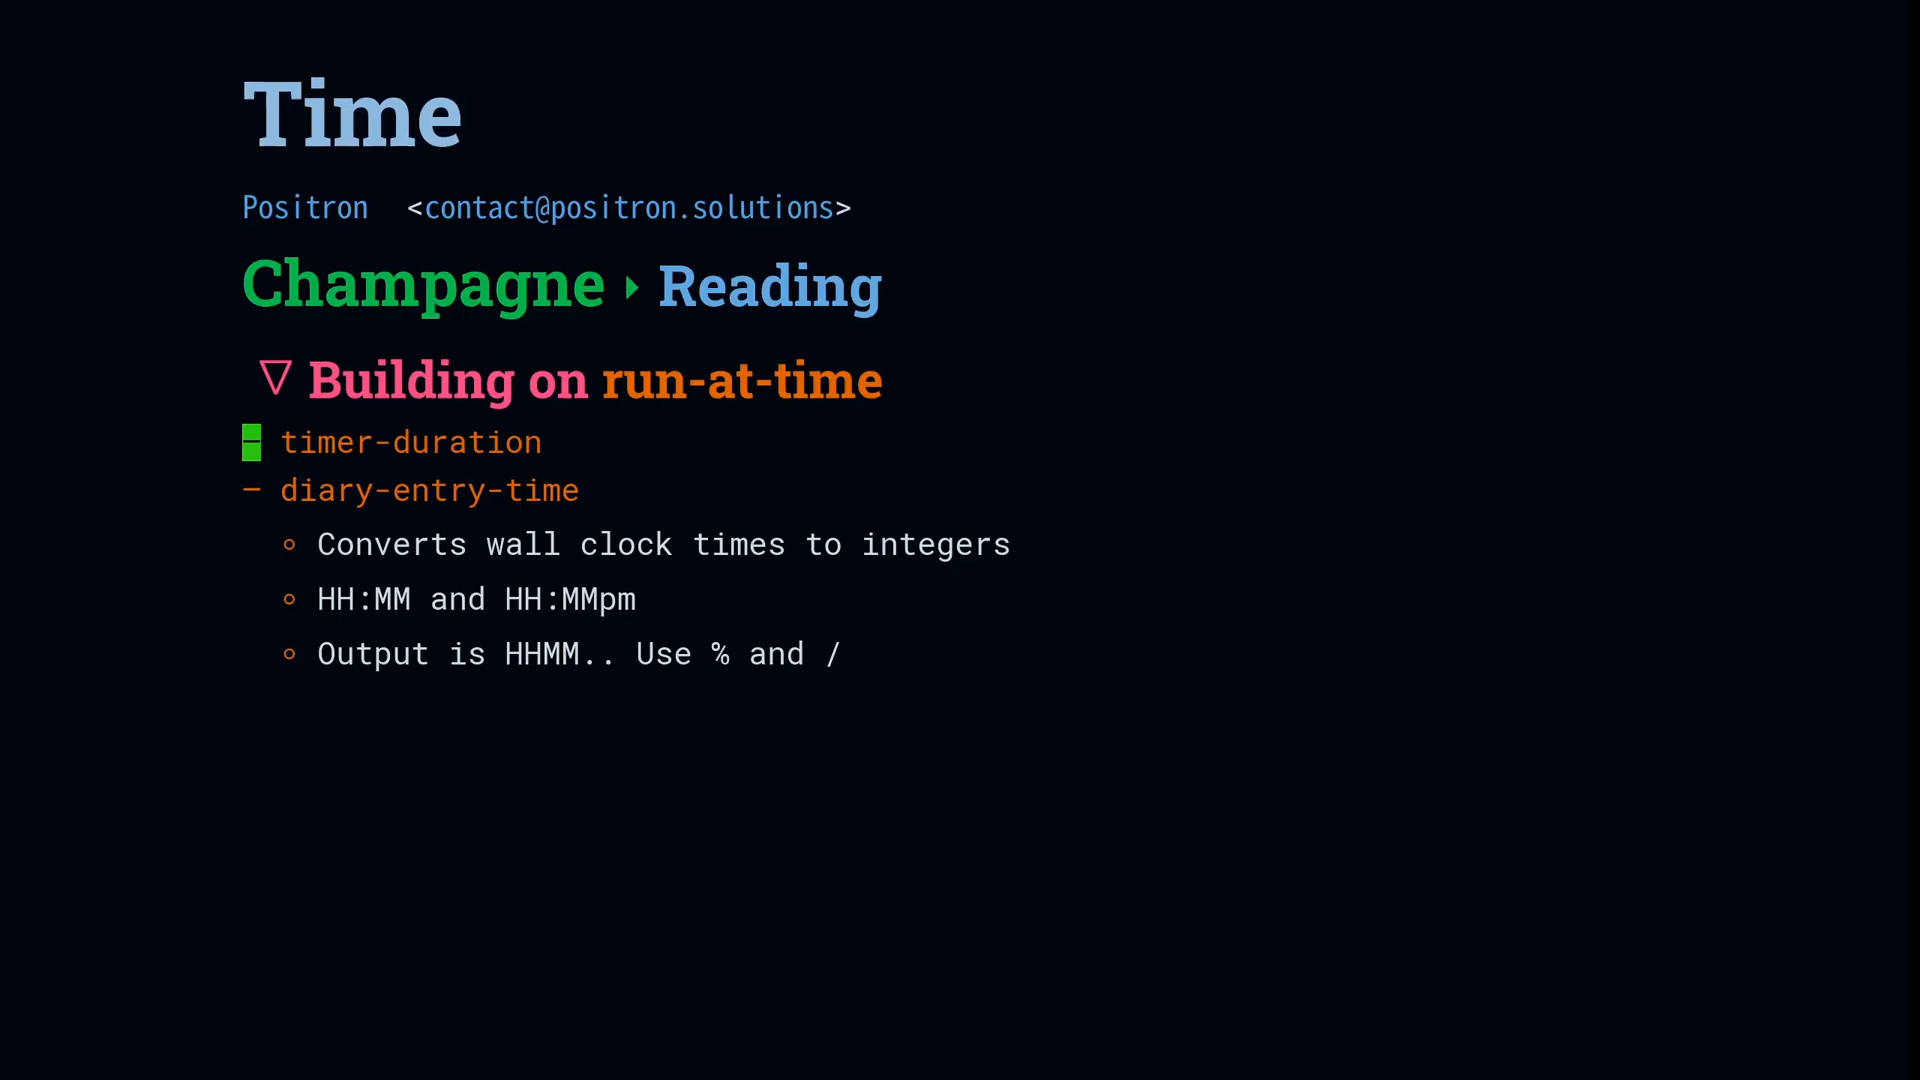 Time
Positron <contact@positron.solutions>
Champagne ▸ Reading
▽ Building on run-at-time
– timer-duration
– diary-entry-time
◦ Converts wall clock times to integers
◦ HH:MM and HH:MMpm
◦ Output is HHMM.. Use % and /